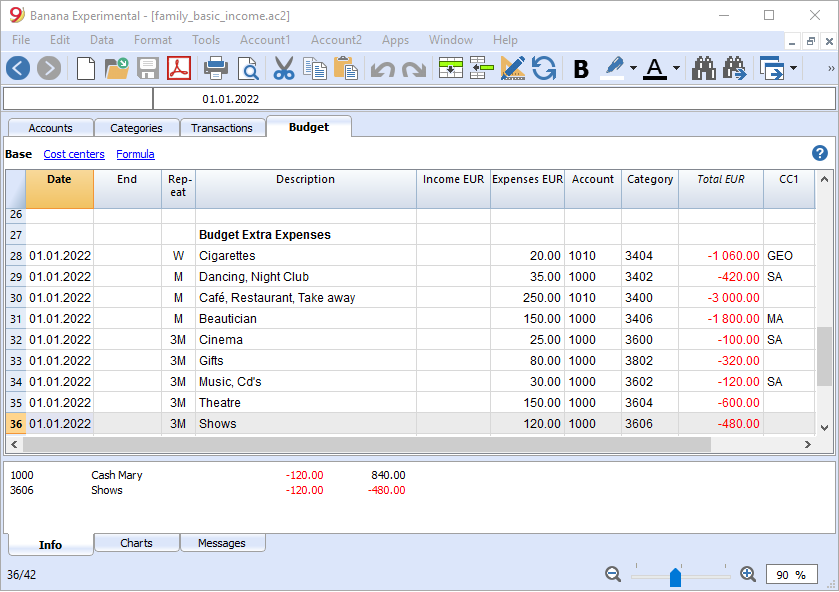 Banana Experimental - [family_basic_income.ac2]
File Edit Data Format Tools Account1 Account2 Apps Window Help
B A »
01.01.2022
Accounts Categories Transactions Budget
Base Cost centers Formula ?
Date End Rep-eat Description Income EUR Expenses EUR Account Category Total EUR CC1
26
27 Budget Extra Expenses
28 01.01.2022 W Cigarettes 20.00 1010 3404 -1 060.00 GEO
29 01.01.2022 M Dancing, Night Club 35.00 1000 3402 -420.00 SA
30 01.01.2022 M Café, Restaurant, Take away 250.00 1010 3400 -3 000.00
31 01.01.2022 M Beautician 150.00 1000 3406 -1 800.00 MA
32 01.01.2022 3M Cinema 25.00 1000 3600 -100.00 SA
33 01.01.2022 3M Gifts 80.00 1000 3802 -320.00
34 01.01.2022 3M Music, Cd's 30.00 1000 3602 -120.00 SA
35 01.01.2022 3M Theatre 150.00 1000 3604 -600.00
36 01.01.2022 3M Shows 120.00 1000 3606 -480.00
1000 Cash Mary -120.00 840.00
3606 Shows -120.00 -480.00
Info Charts Messages
36/42 90 %